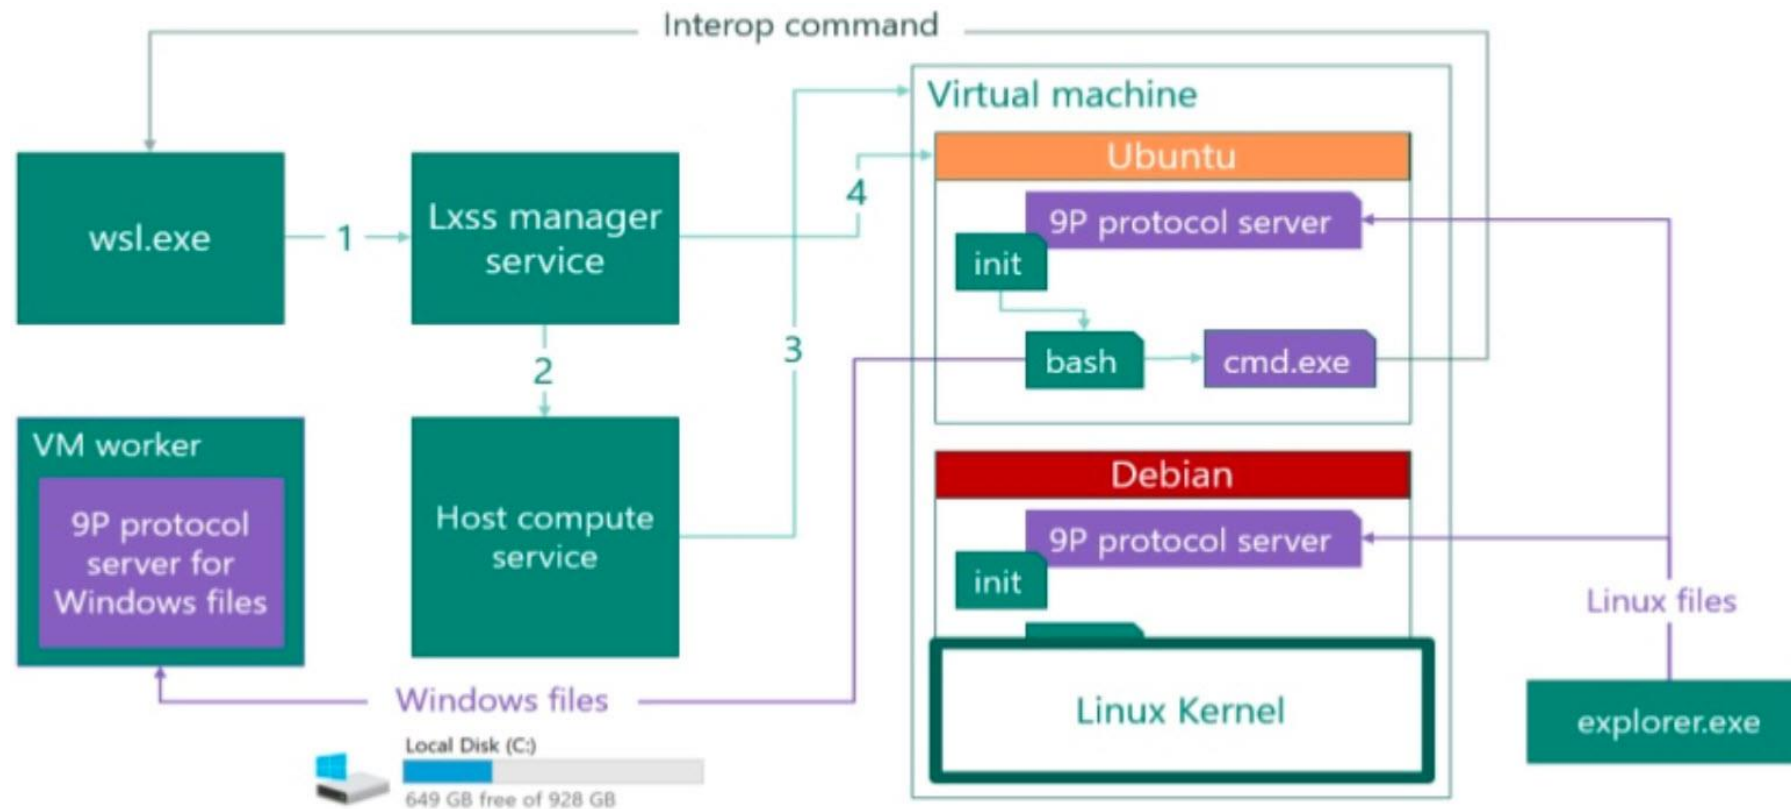 Interop command
Virtual machine
Ubuntu
9P protocol server
init
bash
cmd.exe
Debian
9P protocol server
init
Linux Kernel
wsl.exe
1
Lxss manager
service
4
2
3
VM worker
9P protocol
server for
Windows files
Host compute
service
Windows files
Local Disk (C:)
649 GB free of 928 GB
Linux files
explorer.exe